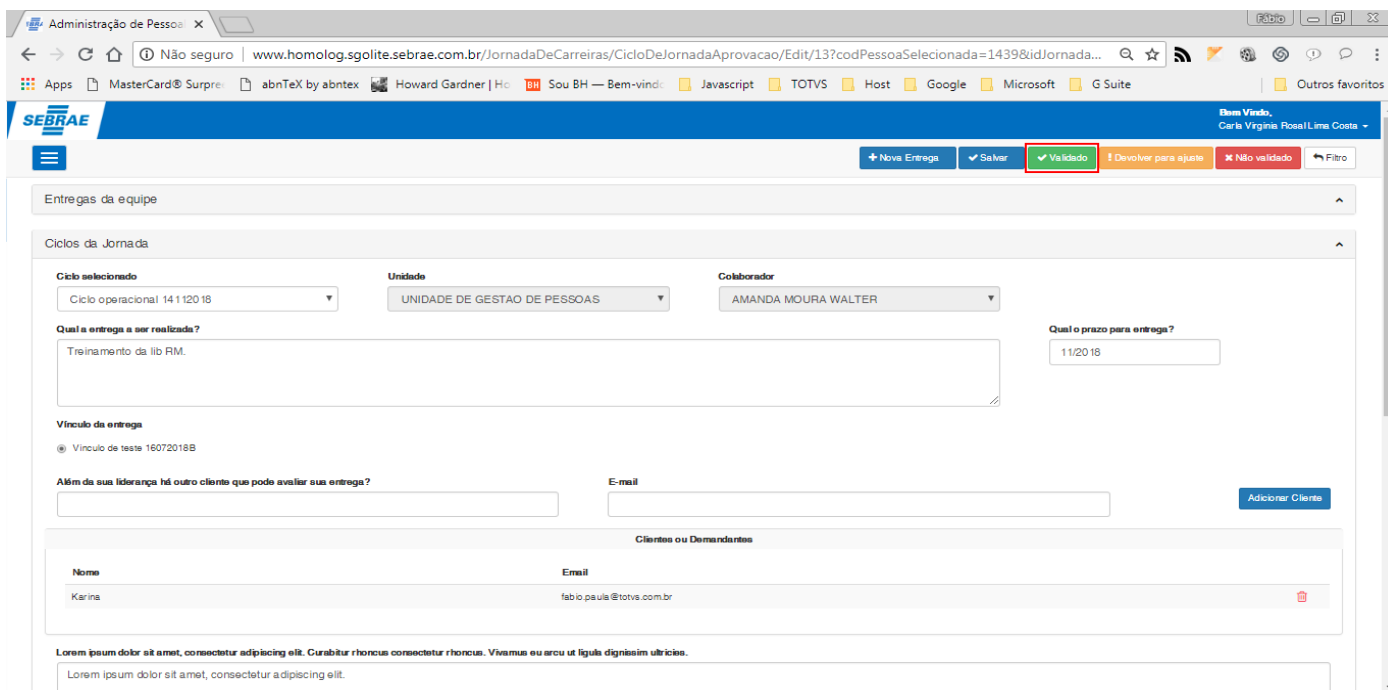 Administração de Pessoa
Fábio
Não seguro | www.homolog.sgolite.sebrae.com.br/JornadaDeCarreiras/CicloDeJornadaAprovacao/Edit/13?codPessoaSelecionada=1439&idJornada...
Apps MasterCard® Surpre abnTeX by abntex Howard Gardner | Ho BH Sou BH — Bem-vindo Javascript TOTVS Host Google Microsoft G Suite Outros favoritos
SEBRAE
Bem Vindo,
Carla Virginia Rosal Lima Costa
Nova Entrega Salvar Validado Devolver para ajuste Não validado Filtro
Entregas da equipe
Ciclos da Jornada
Ciclo selecionado Unidade Colaborador
Ciclo operacional 14112018 UNIDADE DE GESTAO DE PESSOAS AMANDA MOURA WALTER
Qual a entrega a ser realizada? Qual o prazo para entrega?
Treinamento da lib RM. 11/2018
Vínculo da entrega
Vinculo de teste 16072018B
Além da sua liderança há outro cliente que pode avaliar sua entrega? E-mail
Adicionar Cliente
Clientes ou Demandantes
Nome Email
Karina fabio.paula@totvs.com.br
Lorem ipsum dolor sit amet, consectetur adipiscing elit. Curabitur rhoncus consectetur rhoncus. Vivamus eu arcu ut ligula dignissim ultricies.
Lorem ipsum dolor sit amet, consectetur adipiscing elit.